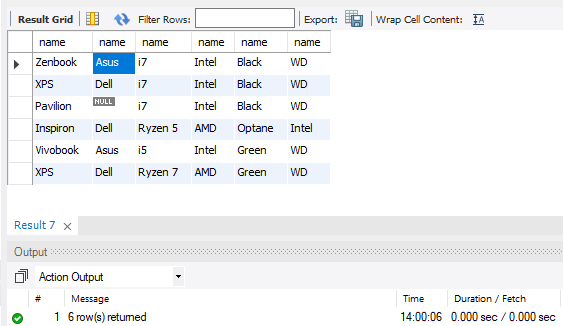 Result Grid Filter Rows: Export: Wrap Cell Content: IA
name name name name name name
Zenbook Asus i7 Intel Black WD
XPS Dell i7 Intel Black WD
Pavilion NULL i7 Intel Black WD
Inspiron Dell Ryzen 5 AMD Optane Intel
Vivobook Asus i5 Intel Green WD
XPS Dell Ryzen 7 AMD Green WD
Result 7 ×
Output
Action Output
# Message Time Duration / Fetch
1 6 row(s) returned 14:00:06 0.000 sec / 0.000 sec